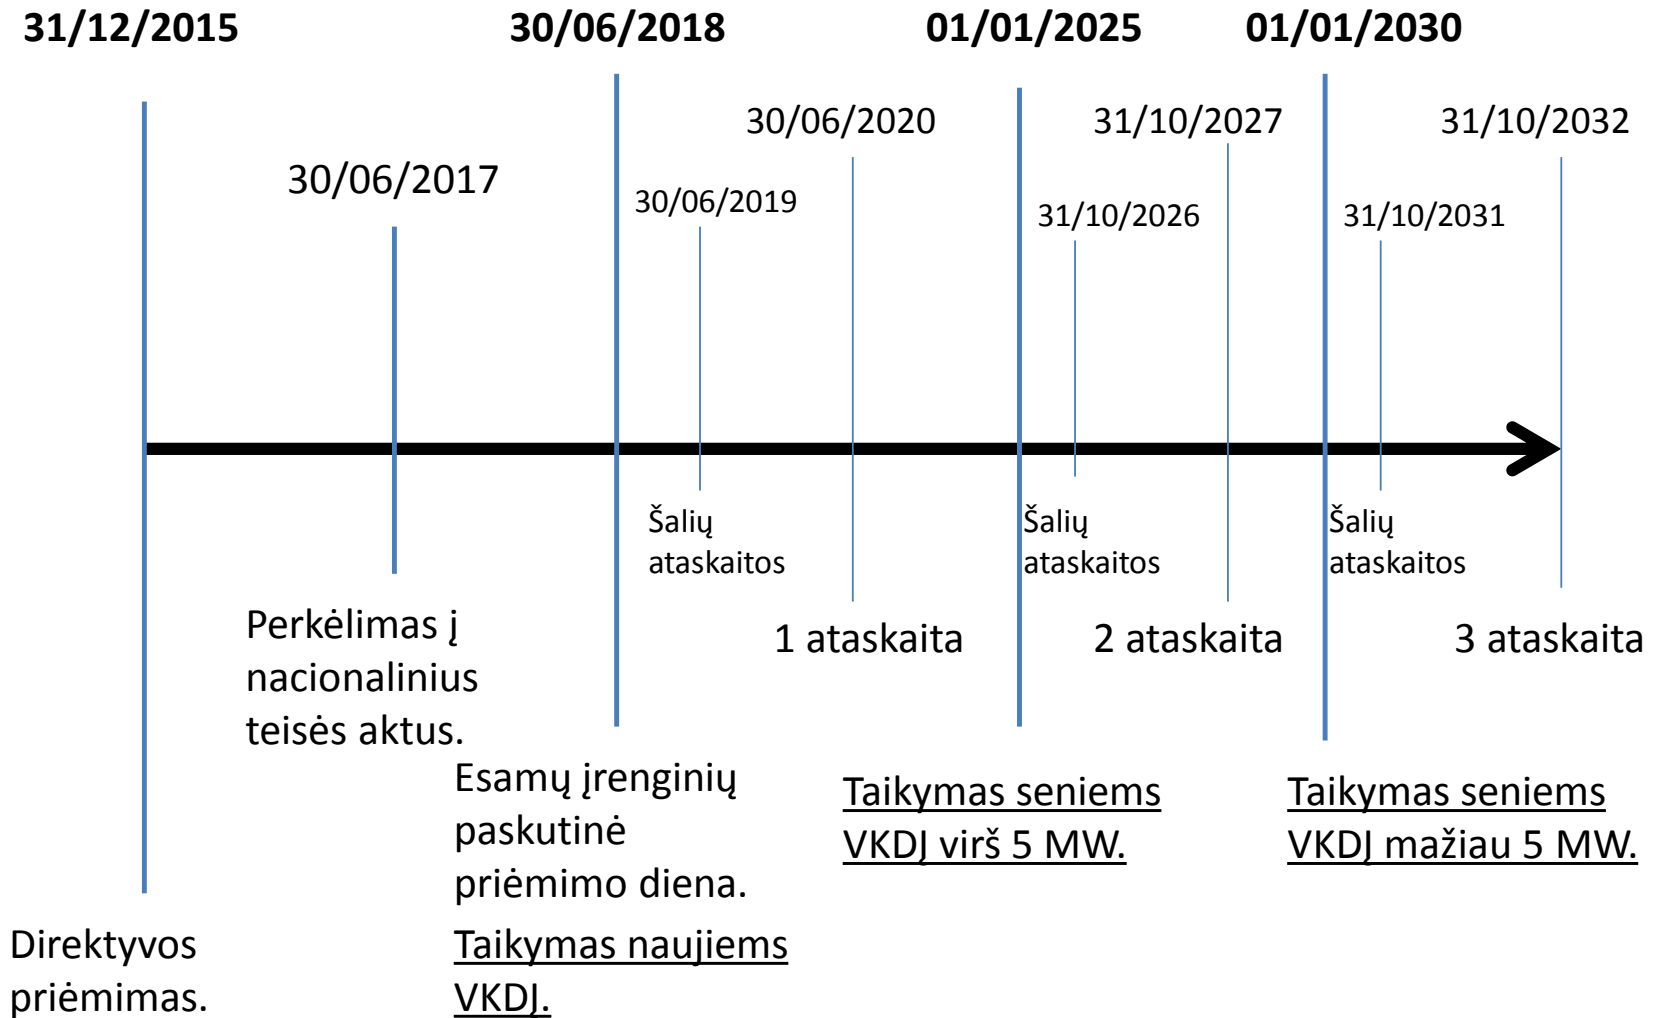 31/12/2015
30/06/2018
01/01/2025
01/01/2030
30/06/2020
31/10/2027
31/10/2032
30/06/2017
30/06/2019
31/10/2026
31/10/2031
Šalių
ataskaitos
Šalių
ataskaitos
Šalių
ataskaitos
Perkėlimas į
nacionalinius
teisės aktus.
1 ataskaita
2 ataskaita
3 ataskaita
Esamų įrenginių
paskutinė
priėmimo diena.
Taikymas naujiems
VKDĮ.
Taikymas seniems
VKDĮ virš 5 MW.
Taikymas seniems
VKDĮ mažiau 5 MW.
Direktyvos
priėmimas.